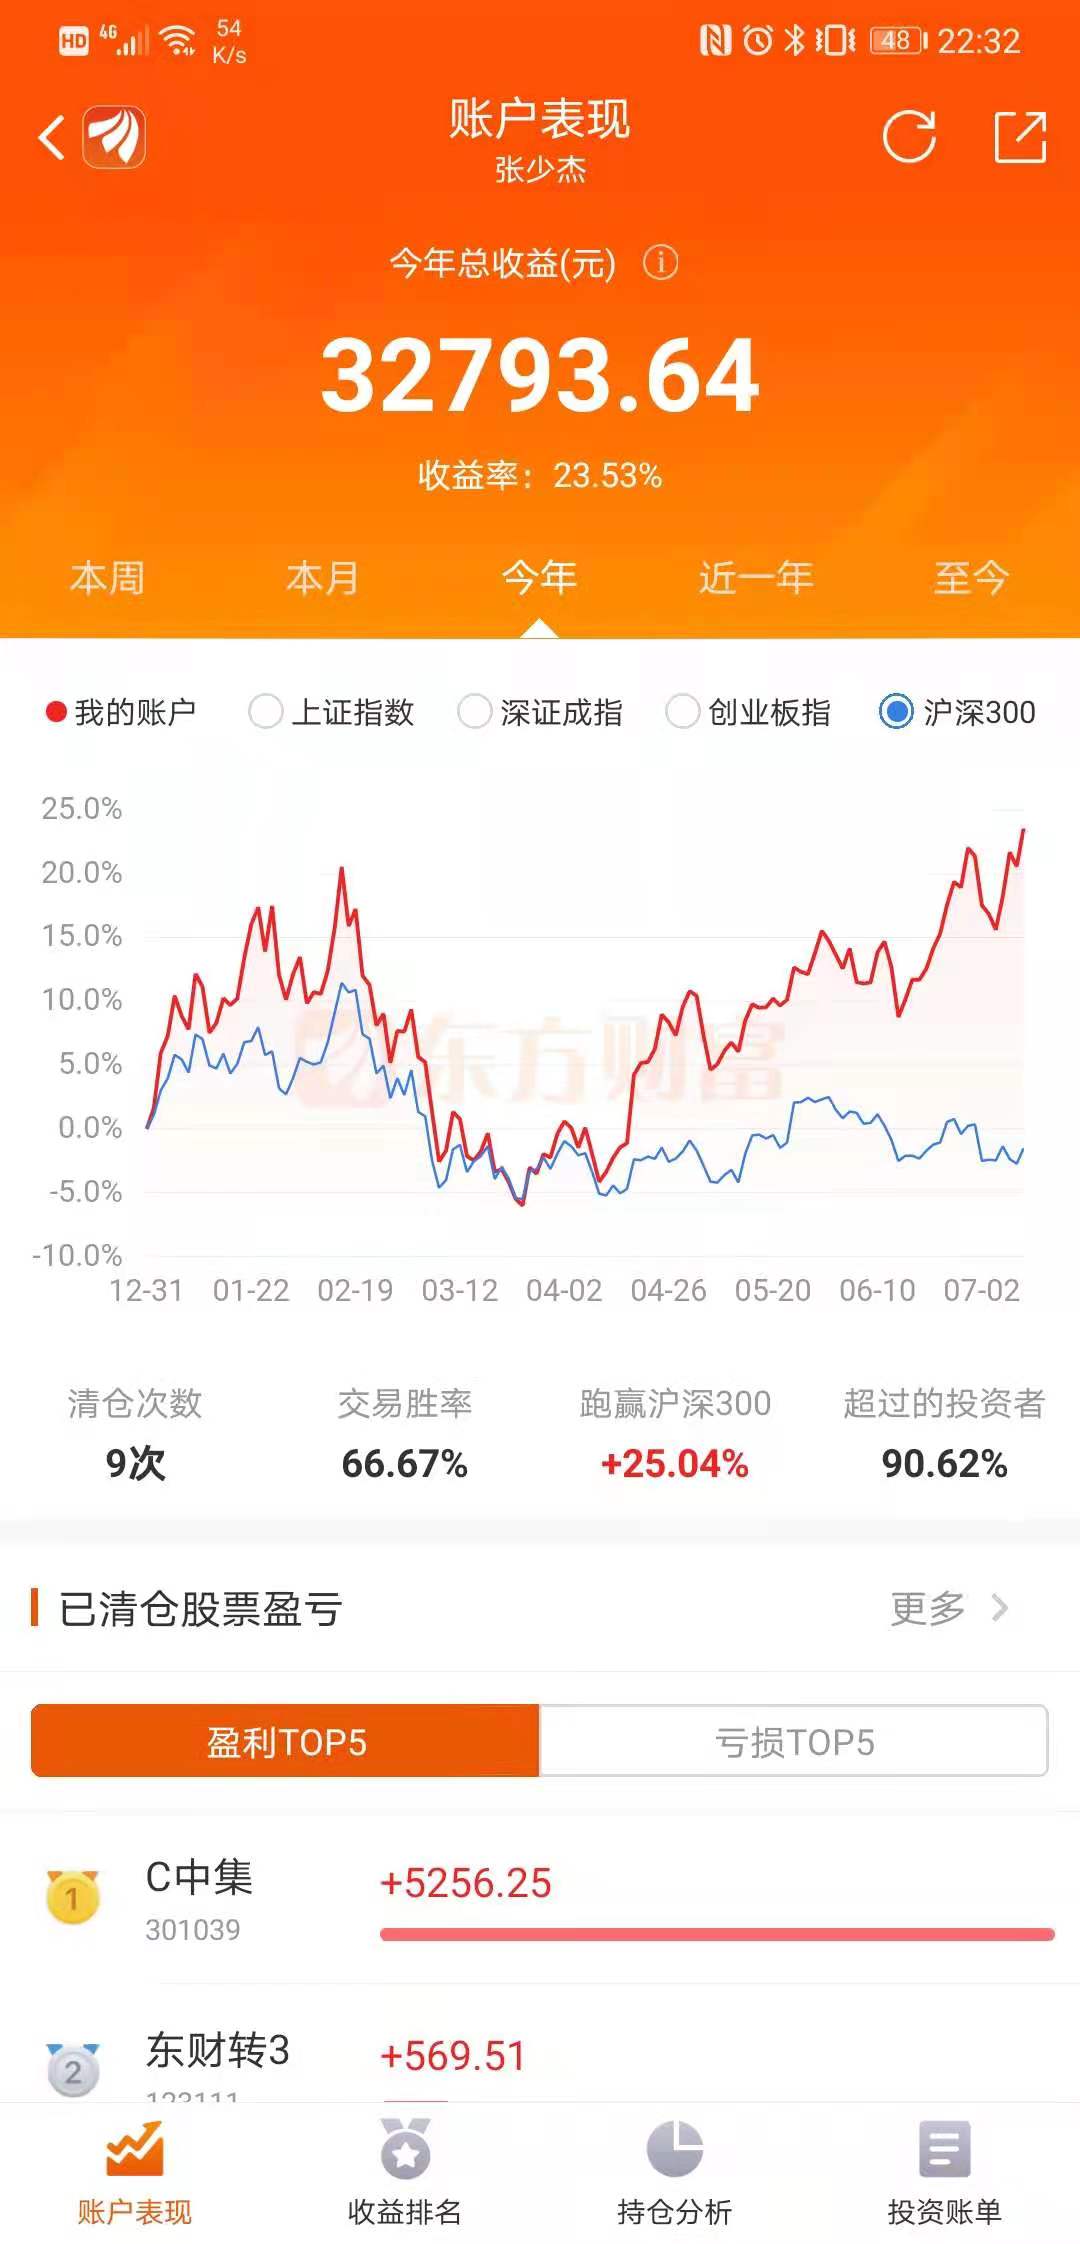 HD 4G 54 K/s 48 22:32
账户表现
张少杰
今年总收益(元)
32793.64
收益率：23.53%
本周 本月 今年 近一年 至今
我的账户 上证指数 深证成指 创业板指 沪深300
25.0%
20.0%
15.0%
10.0%
5.0%
0.0%
-5.0%
-10.0%
东方财富
12-31 01-22 02-19 03-12 04-02 04-26 05-20 06-10 07-02
清仓次数 交易胜率 跑赢沪深300 超过的投资者
9次 66.67% +25.04% 90.62%
已清仓股票盈亏 更多
盈利TOP5 亏损TOP5
1 C中集 +5256.25
301039
2 东财转3 +569.51
123111
账户表现 收益排名 持仓分析 投资账单